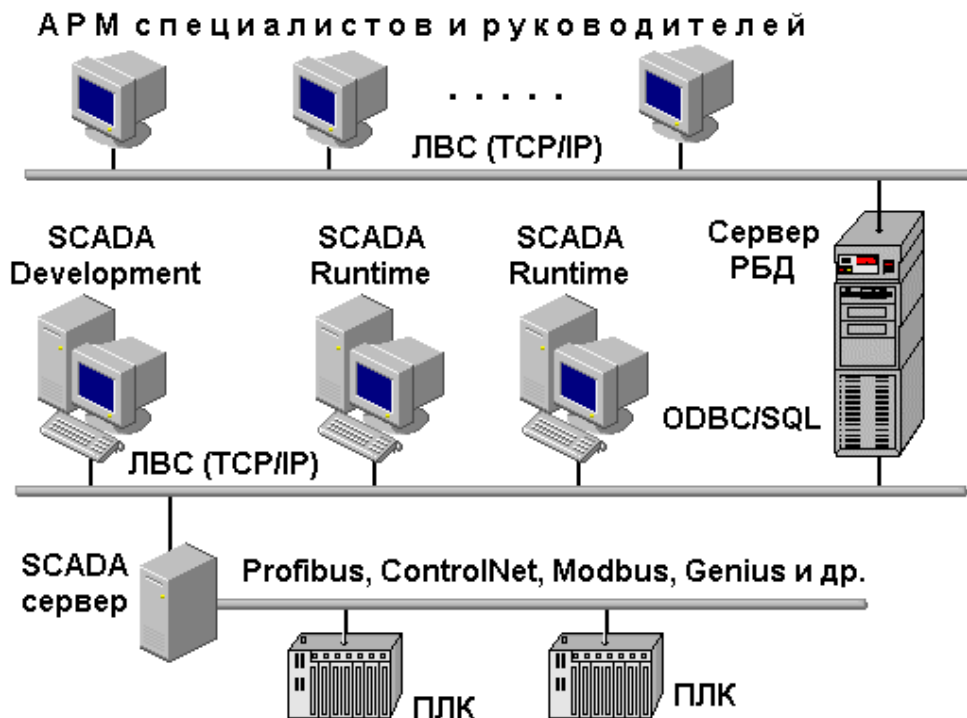 АРМ специалистов и руководителей
. . . . .
ЛВС (TCP/IP)
SCADA
Development
SCADA
Runtime
SCADA
Runtime
Сервер
РБД
ODBC/SQL
ЛВС (TCP/IP)
SCADA
сервер
Profibus, ControlNet, Modbus, Genius и др.
ПЛК
ПЛК